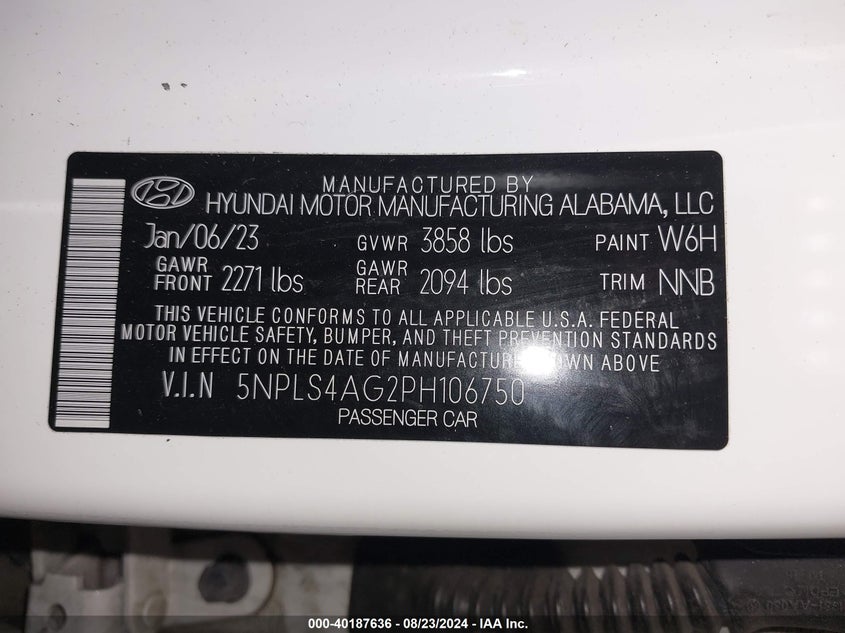 MANUFACTURED BY
HYUNDAI MOTOR MANUFACTURING ALABAMA, LLC
Jan/06/23 GVWR 3858 lbs PAINT W6H
GAWR FRONT 2271 lbs GAWR REAR 2094 lbs TRIM NNB
THIS VEHICLE CONFORMS TO ALL APPLICABLE U.S.A. FEDERAL
MOTOR VEHICLE SAFETY, BUMPER, AND THEFT PREVENTION STANDARDS
IN EFFECT ON THE DATE OF MANUFACTURE SHOWN ABOVE
V.I.N 5NPLS4AG2PH106750
PASSENGER CAR
000-40187636 - 08/23/2024 - IAA Inc.